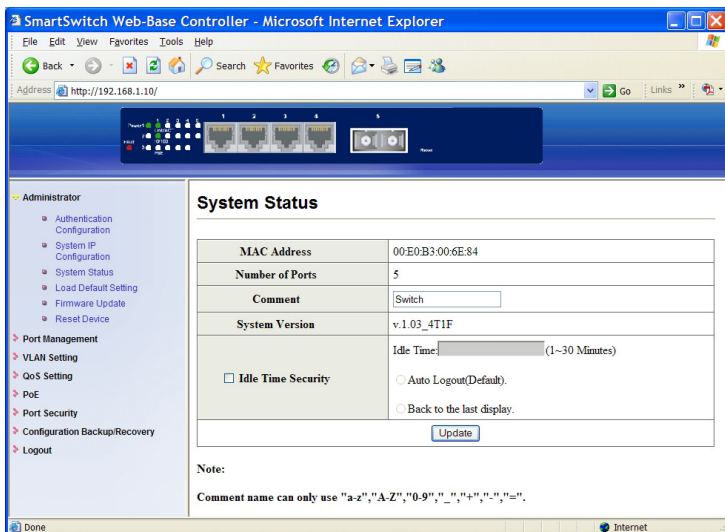 SmartSwitch Web-Base Controller - Microsoft Internet Explorer
File Edit View Favorites Tools Help
Back Search Favorites
Address http://192.168.1.10/ Go Links »
1 2 3 4 5
Power1
Reset
Administrator
Authentication
Configuration
System IP
Configuration
System Status
Load Default Setting
Firmware Update
Reset Device
Port Management
VLAN Setting
QoS Setting
PoE
Port Security
Configuration Backup/Recovery
Logout
System Status
MAC Address 00:E0:B3:00:6E:84
Number of Ports 5
Comment Switch
System Version v.1.03_4T1F
Idle Time Security
Idle Time: (1~30 Minutes)
Auto Logout(Default).
Back to the last display.
Update
Note:
Comment name can only use "a-z","A-Z","0-9","_","+","-","=".
Done Internet